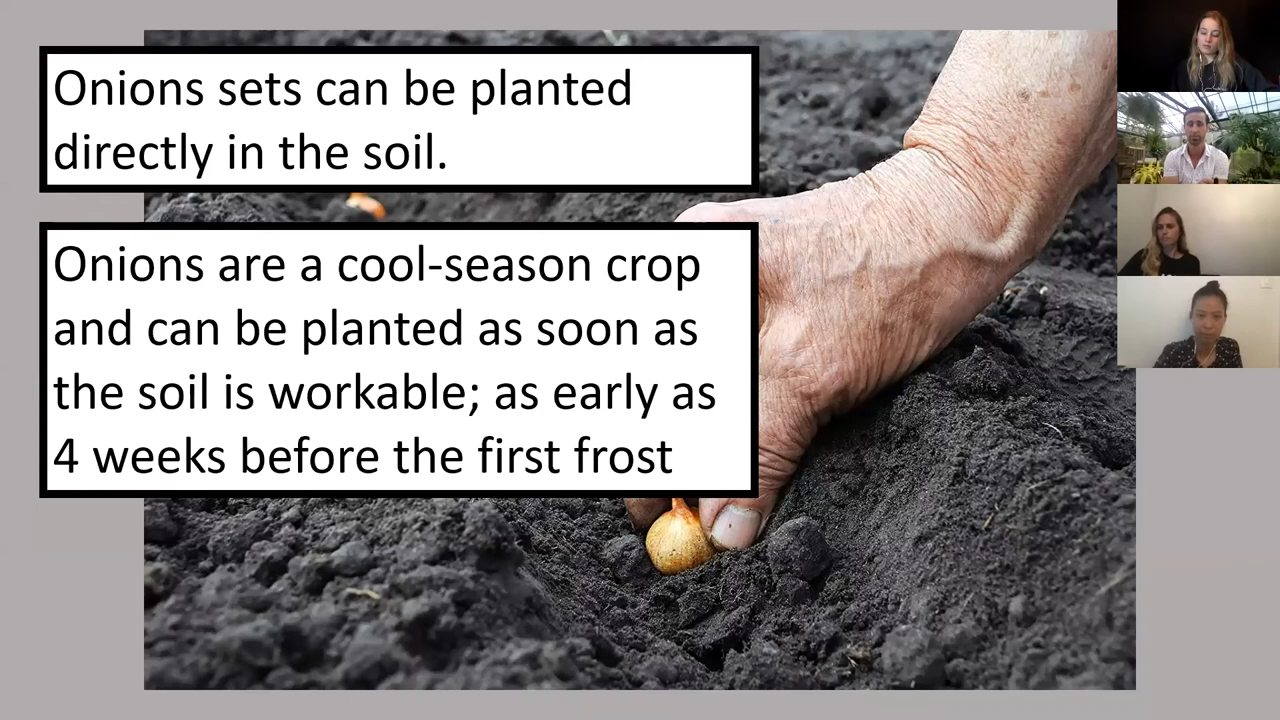 Onions sets can be planted
directly in the soil.
Onions are a cool-season crop
and can be planted as soon as
the soil is workable; as early as
4 weeks before the first frost